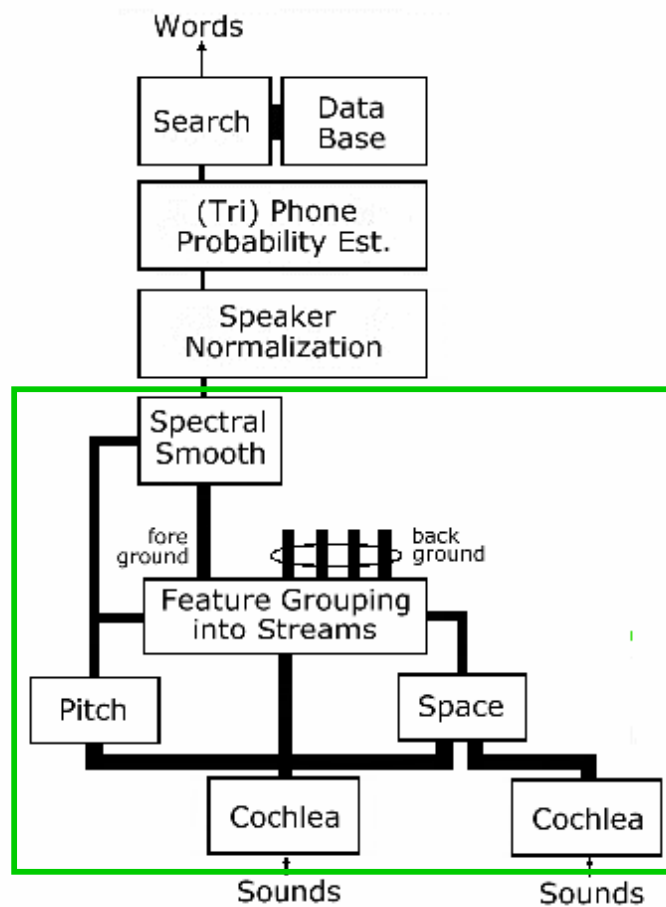 Words
Search
Data
Base
(Tri) Phone
Probability Est.
Speaker
Normalization
Spectral
Smooth
fore
ground
back
ground
Feature Grouping
into Streams
Pitch
Space
Cochlea
Cochlea
Sounds
Sounds